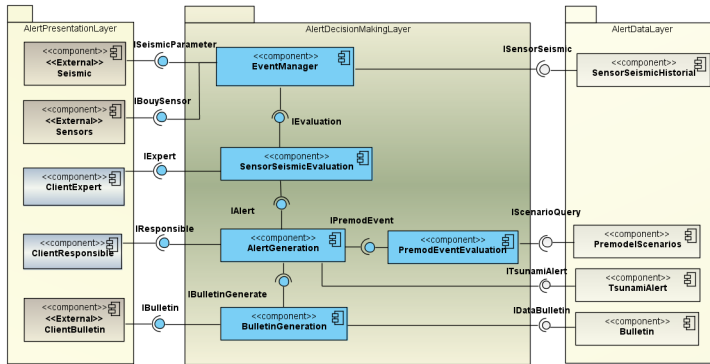 AlertPresentationLayer
AlertDecisionMakingLayer
AlertDataLayer
<<component>>
<<External>>
Seismic
ISeismicParameter
<<component>>
EventManager
ISensorSeismic
<<component>>
SensorSeismicHistorial
<<component>>
<<External>>
Sensors
IBouySensor
IEvaluation
<<component>>
ClientExpert
IExpert
<<component>>
SensorSeismicEvaluation
IAlert
IPremodEvent
IScenarioQuery
<<component>>
ClientResponsible
IResponsible
<<component>>
AlertGeneration
<<component>>
PremodEventEvaluation
<<component>>
PremodelScenarios
ITsunamiAlert
<<component>>
TsunamiAlert
IBulletinGenerate
<<component>>
<<External>>
ClientBulletin
IBulletin
<<component>>
BulletinGeneration
IDataBulletin
<<component>>
Bulletin